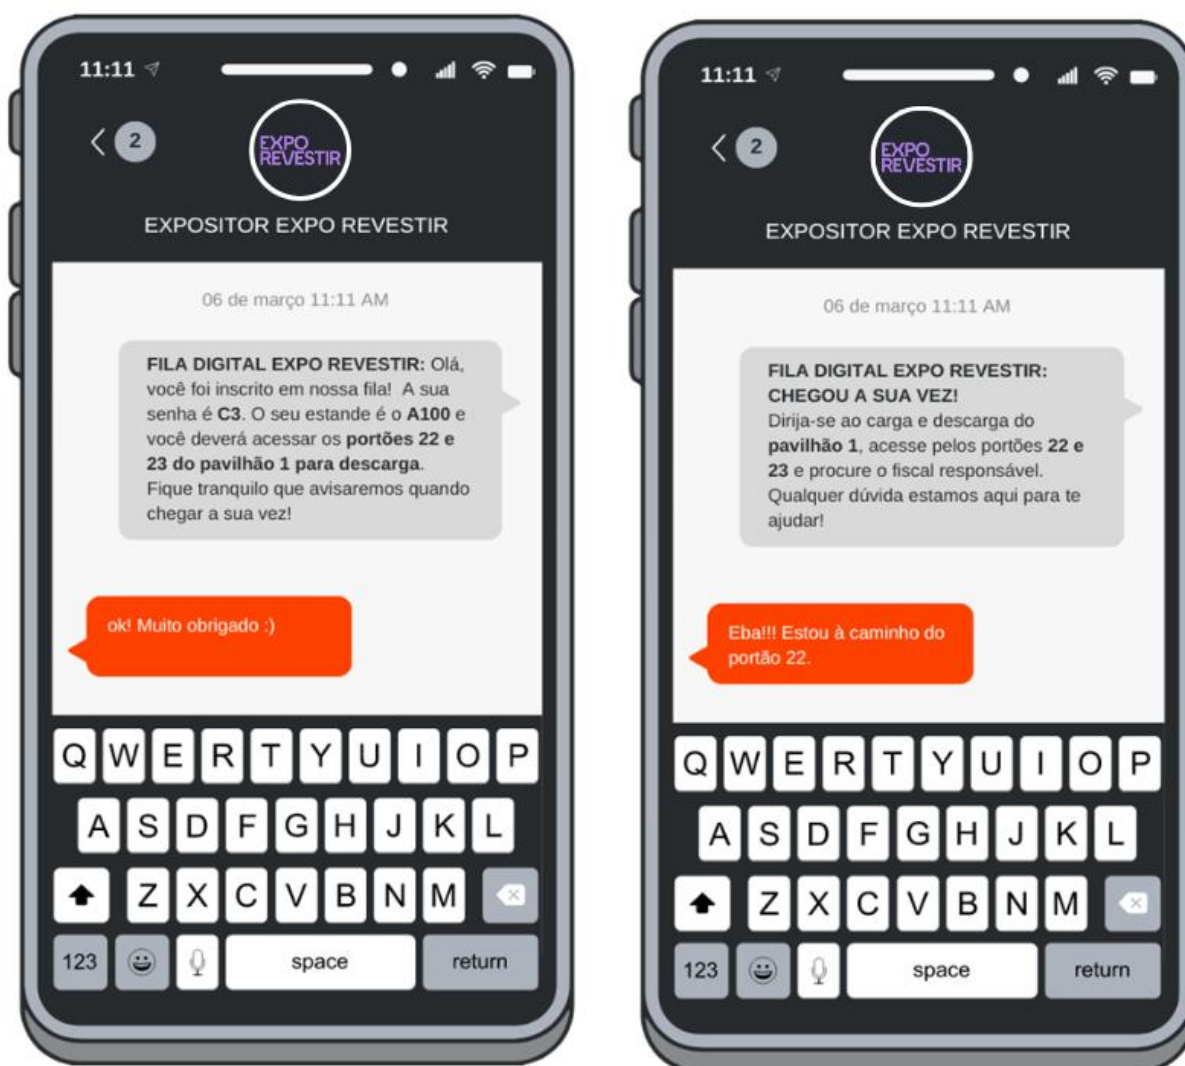 11:11
2
EXPO
REVESTIR
EXPOSITOR EXPO REVESTIR
06 de março 11:11 AM
FILA DIGITAL EXPO REVESTIR: Olá,
você foi inscrito em nossa fila!  A sua
senha é C3. O seu estande é o A100 e
você deverá acessar os portões 22 e
23 do pavilhão 1 para descarga.
Fique tranquilo que avisaremos quando
chegar a sua vez!
ok! Muito obrigado :)
Q W E R T Y U I O P
A S D F G H J K L
Z X C V B N M
123 space return
11:11
2
EXPO
REVESTIR
EXPOSITOR EXPO REVESTIR
06 de março 11:11 AM
FILA DIGITAL EXPO REVESTIR:
CHEGOU A SUA VEZ!
Dirija-se ao carga e descarga do
pavilhão 1, acesse pelos portões 22 e
23 e procure o fiscal responsável.
Qualquer dúvida estamos aqui para te
ajudar!
Eba!!! Estou à caminho do
portão 22.
Q W E R T Y U I O P
A S D F G H J K L
Z X C V B N M
123 space return